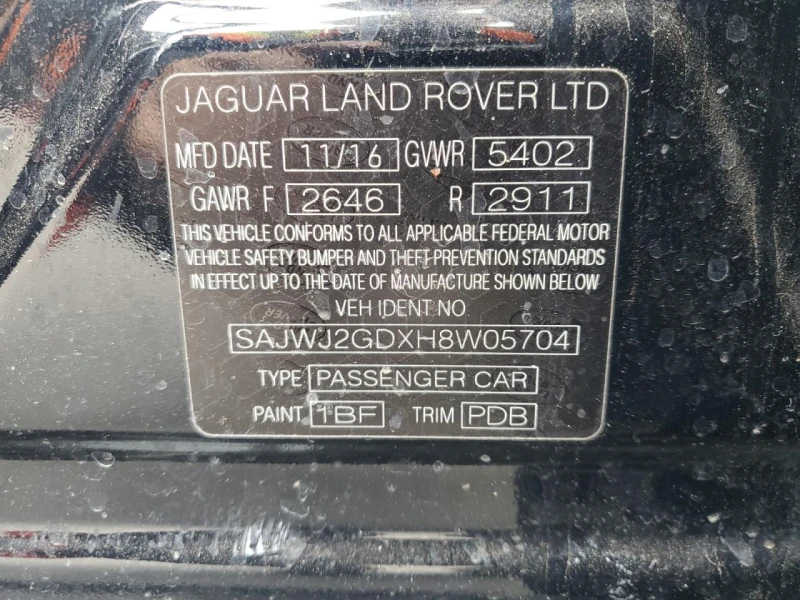 JAGUAR LAND ROVER LTD
MFD DATE 11/16 GVWR 5402
GAWR F 2646 R 2911
THIS VEHICLE CONFORMS TO ALL APPLICABLE FEDERAL MOTOR
VEHICLE SAFETY BUMPER AND THEFT PREVENTION STANDARDS
IN EFFECT UP TO THE DATE OF MANUFACTURE SHOWN BELOW
VEH IDENT NO
SAJWJ2GDXH8W05704
TYPE PASSENGER CAR
PAINT 1BF TRIM PDB